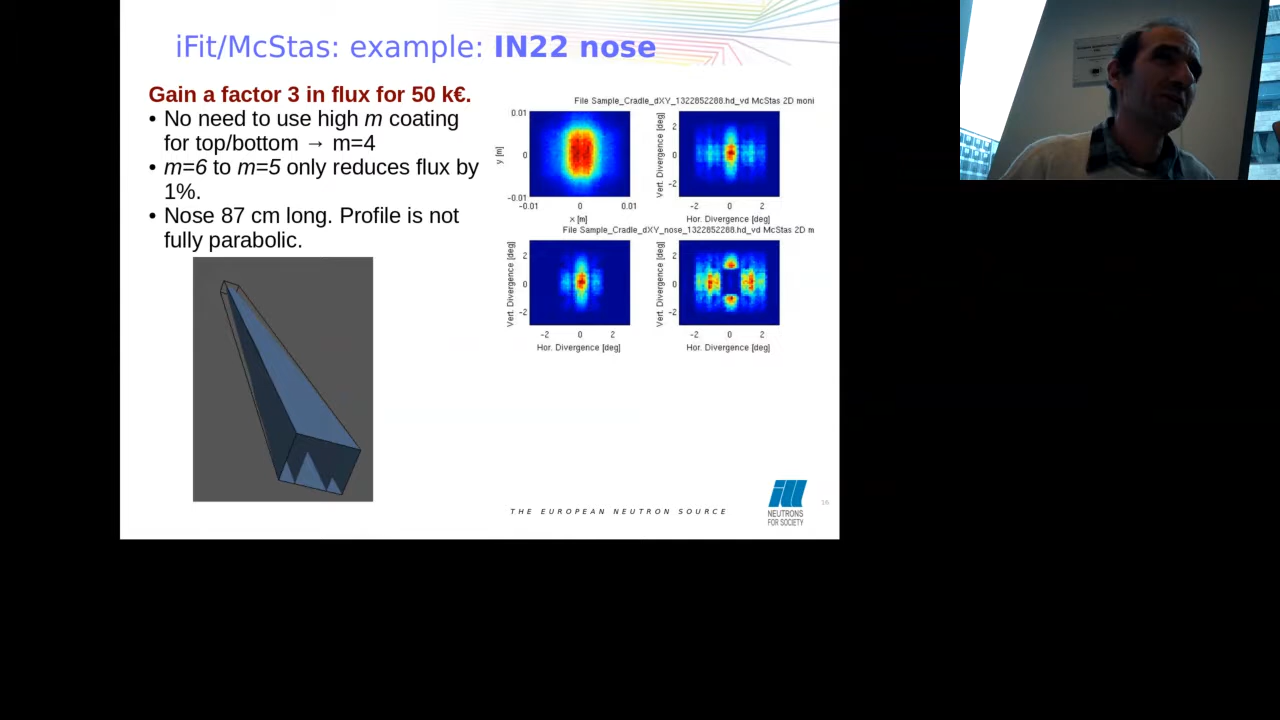 iFit/McStas: example: IN22 nose
Gain a factor 3 in flux for 50 k€.
• No need to use high m coating
for top/bottom → m=4
• m=6 to m=5 only reduces flux by
1%.
• Nose 87 cm long. Profile is not
fully parabolic.
File Sample_Cradle_dXY_1322852288.hd_vd McStas 2D moni
0.01
0
-0.01
y [m]
-0.01
0
0.01
x [m]
2
0
-2
Vert. Divergence [deg]
-2
0
2
Hor. Divergence [deg]
File Sample_Cradle_dXY_nose_1322852288.hd_vd McStas 2D m
2
0
-2
Vert. Divergence [deg]
-2
0
2
Hor. Divergence [deg]
2
0
-2
Vert. Divergence [deg]
-2
0
2
Hor. Divergence [deg]
THE EUROPEAN NEUTRON SOURCE
ill
NEUTRONS
FOR SOCIETY
16